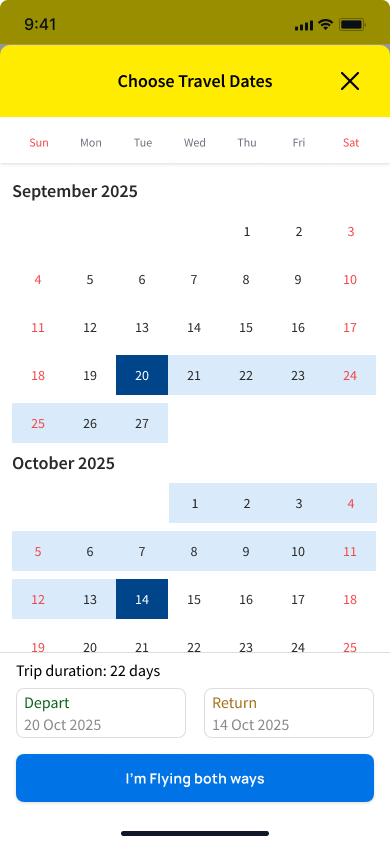 9:41
Choose Travel Dates
Sun Mon Tue Wed Thu Fri Sat
September 2025
1 2 3
4 5 6 7 8 9 10
11 12 13 14 15 16 17
18 19 20 21 22 23 24
25 26 27
October 2025
1 2 3 4
5 6 7 8 9 10 11
12 13 14 15 16 17 18
19 20 21 22 23 24 25
Trip duration: 22 days
Depart Return
20 Oct 2025 14 Oct 2025
I'm Flying both ways